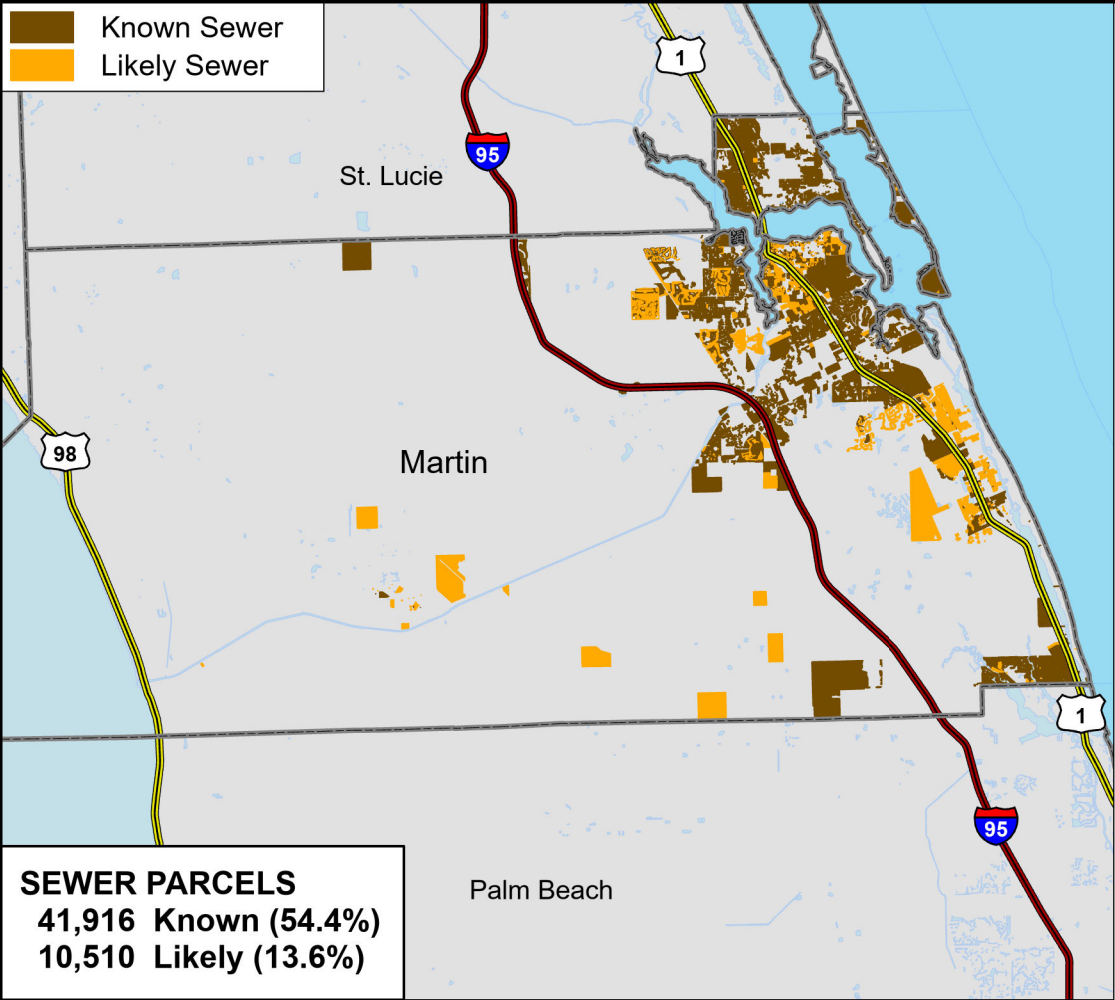 Known Sewer
Likely Sewer
1
95
St. Lucie
98
Martin
1
95
Palm Beach
SEWER PARCELS
41,916 Known (54.4%)
10,510 Likely (13.6%)